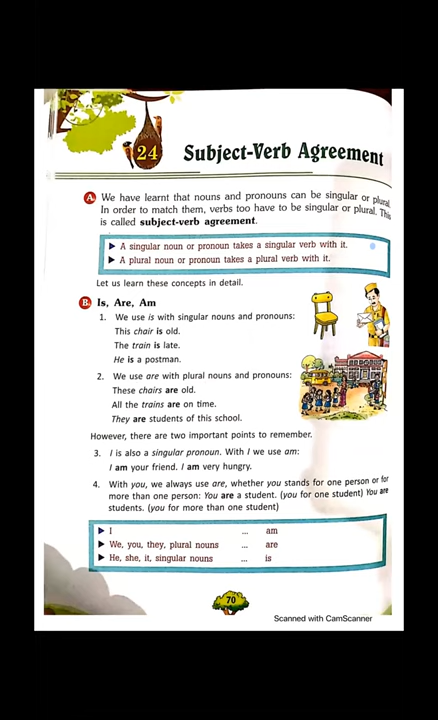 24
Subject-Verb Agreement
A We have learnt that nouns and pronouns can be singular or plural.
In order to match them, verbs too have to be singular or plural. This
is called subject-verb agreement.
▶ A singular noun or pronoun takes a singular verb with it.
▶ A plural noun or pronoun takes a plural verb with it.
Let us learn these concepts in detail.
B. Is, Are, Am
1. We use is with singular nouns and pronouns:
This chair is old.
The train is late.
He is a postman.
2. We use are with plural nouns and pronouns:
These chairs are old.
All the trains are on time.
They are students of this school.
However, there are two important points to remember.
3. I is also a singular pronoun. With I we use am:
I am your friend. I am very hungry.
4. With you, we always use are, whether you stands for one person or for
more than one person: You are a student. (you for one student) You are
students. (you for more than one student)
▶ I ... am
▶ We, you, they, plural nouns ... are
▶ He, she, it, singular nouns ... is
70
Scanned with CamScanner